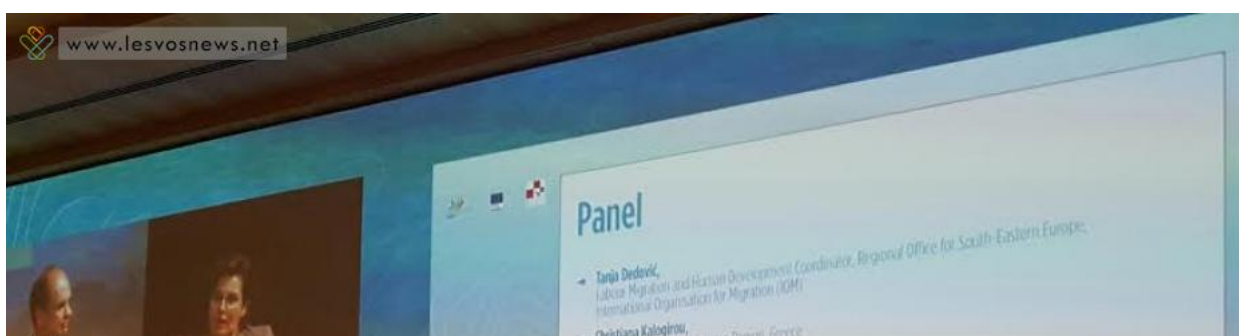 www.lesvosnews.net
Panel
Tanja Dedović,
Labour Migration and Human Development Coordinator, Regional Office for South-Eastern Europe,
International Organisation for Migration (IOM)
Christiana Kalogirou,
Greece